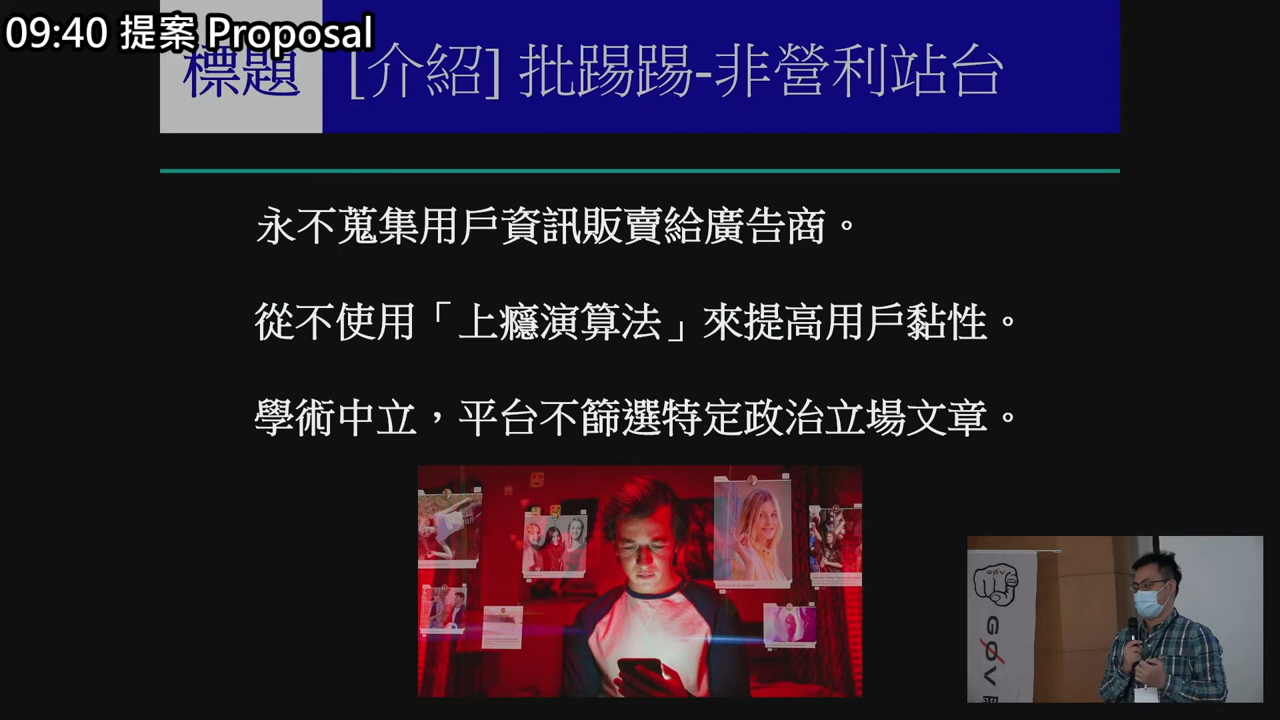 09:40 提案 Proposal
標題 [介紹] 批踢踢-非營利站台
永不蒐集用戶資訊販賣給廣告商。
從不使用「上癮演算法」來提高用戶黏性。
學術中立，平台不篩選特定政治立場文章。
GØV